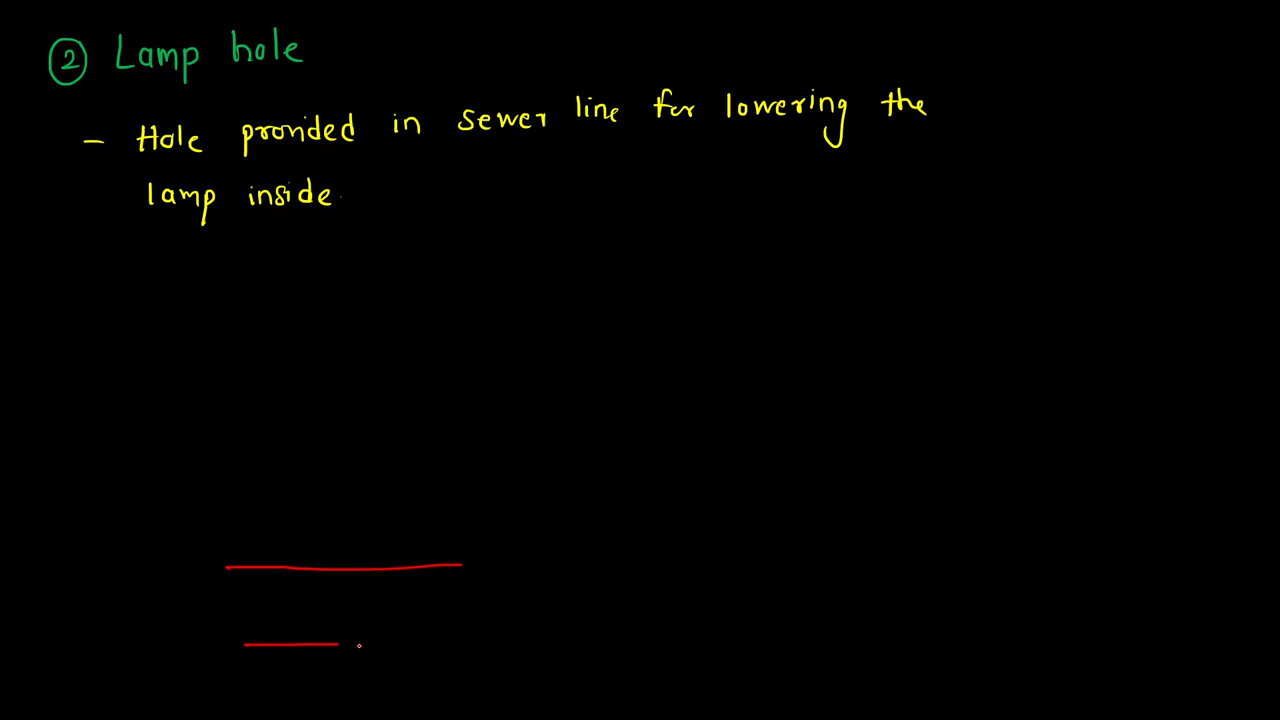 ② Lamp hole
- Hole provided in sewer line for lowering the
lamp inside